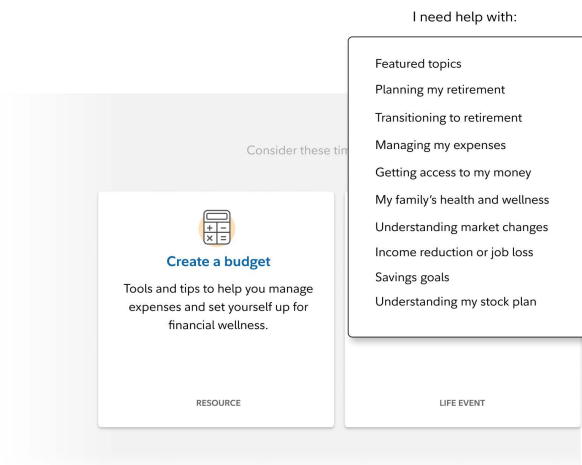 I need help with:
Featured topics
Planning my retirement
Transitioning to retirement
Managing my expenses
Getting access to my money
My family's health and wellness
Understanding market changes
Income reduction or job loss
Savings goals
Understanding my stock plan
Consider these
Create a budget
Tools and tips to help you manage
expenses and set yourself up for
financial wellness.
RESOURCE
LIFE EVENT